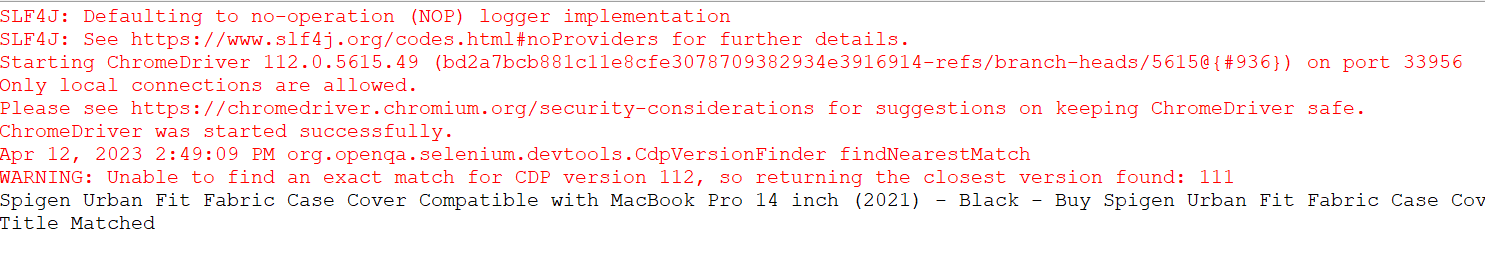 SLF4J: Defaulting to no-operation (NOP) logger implementation
SLF4J: See https://www.slf4j.org/codes.html#noProviders for further details.
Starting ChromeDriver 112.0.5615.49 (bd2a7bcb881c11e8cfe3078709382934e3916914-refs/branch-heads/5615@{#936}) on port 33956
Only local connections are allowed.
Please see https://chromedriver.chromium.org/security-considerations for suggestions on keeping ChromeDriver safe.
ChromeDriver was started successfully.
Apr 12, 2023 2:49:09 PM org.openqa.selenium.devtools.CdpVersionFinder findNearestMatch
WARNING: Unable to find an exact match for CDP version 112, so returning the closest version found: 111
Spigen Urban Fit Fabric Case Cover Compatible with MacBook Pro 14 inch (2021) - Black - Buy Spigen Urban Fit Fabric Case Cov
Title Matched